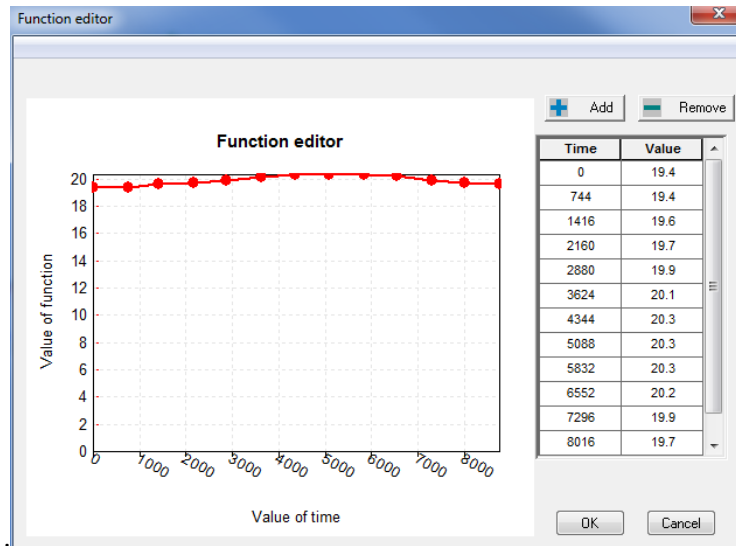 Function editor
Add Remove
Function editor
Time Value
0 19.4
744 19.4
1416 19.6
2160 19.7
2880 19.9
3624 20.1
4344 20.3
5088 20.3
5832 20.3
6552 20.2
7296 19.9
8016 19.7
Value of function
20
18
16
14
12
10
8
6
4
2
0
0 1000 2000 3000 4000 5000 6000 7000 8000
Value of time
OK Cancel